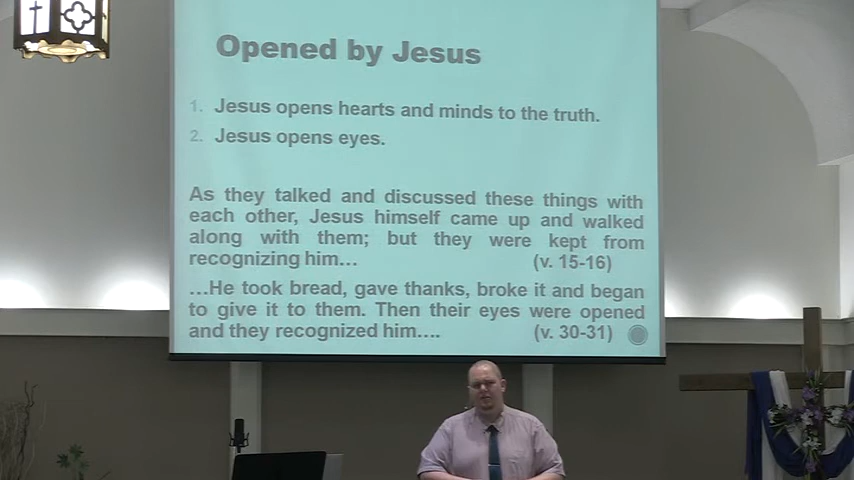 Opened by Jesus
1. Jesus opens hearts and minds to the truth.
2. Jesus opens eyes.
As they talked and discussed these things with
each other, Jesus himself came up and walked
along with them; but they were kept from
recognizing him... (v. 15-16)
...He took bread, gave thanks, broke it and began
to give it to them. Then their eyes were opened
and they recognized him.... (v. 30-31)